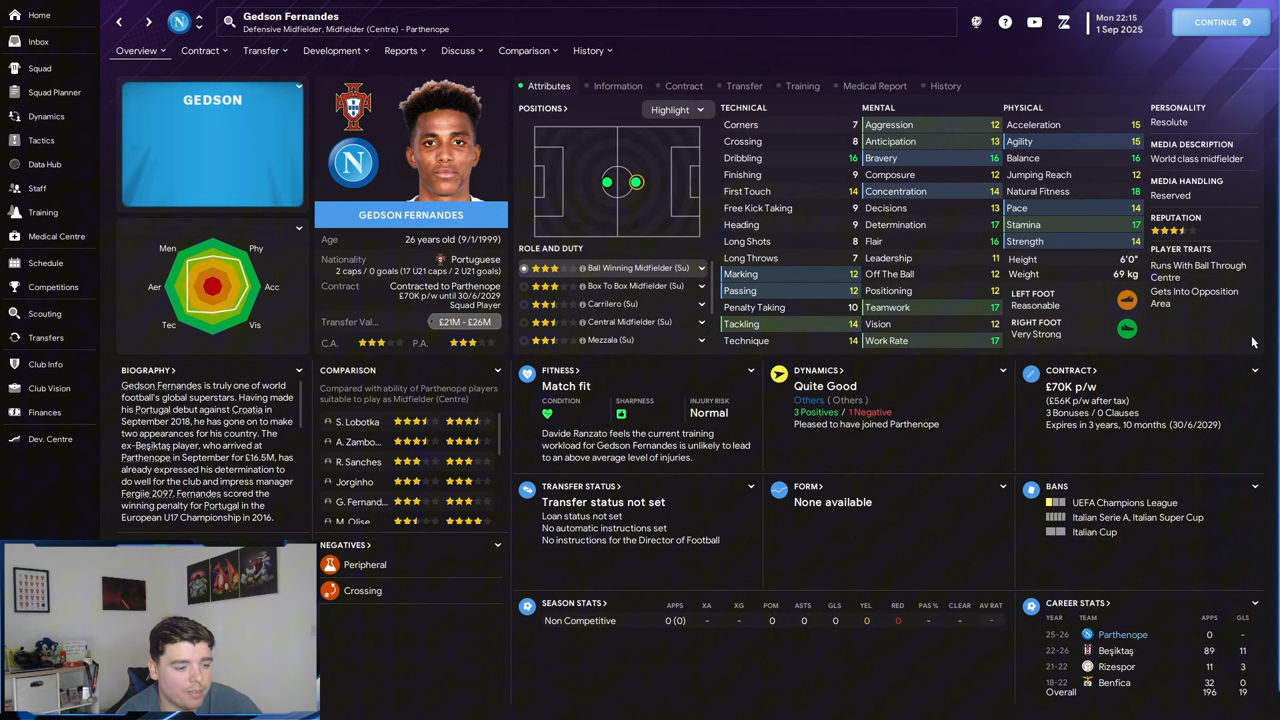 Home
Inbox
Squad
Squad Planner
Dynamics
Tactics
Data Hub
Staff
Training
Medical Centre
Schedule
Competitions
Scouting
Transfers
Club Info
Club Vision
Finances
Dev. Centre
Gedson Fernandes
Defensive Midfielder, Midfielder (Centre) - Parthenope
Mon 22:15
1 Sep 2025
CONTINUE
Overview
Contract
Transfer
Development
Reports
Discuss
Comparison
History
GEDSON
Men
Phy
Aer
Acc
Tec
Vis
GEDSON FERNANDES
Age 26 years old (9/1/1999)
Nationality Portuguese
2 caps / 0 goals (17 U21 caps / 2 U21 goals)
Contract Contracted to Parthenope
£70K p/w until 30/6/2029
Squad Player
Transfer Val... £21M - £26M
C.A. P.A.
Attributes
Information
Contract
Transfer
Training
Medical Report
History
POSITIONS >
Highlight
ROLE AND DUTY
Ball Winning Midfielder (Su)
Box To Box Midfielder (Su)
Carrilero (Su)
Central Midfielder (Su)
Mezzala (Su)
TECHNICAL
Corners 7
Crossing 8
Dribbling 16
Finishing 9
First Touch 14
Free Kick Taking 9
Heading 9
Long Shots 8
Long Throws 7
Marking 12
Passing 12
Penalty Taking 10
Tackling 14
Technique 14
MENTAL
Aggression 12
Anticipation 13
Bravery 16
Composure 12
Concentration 14
Decisions 13
Determination 17
Flair 16
Leadership 11
Off The Ball 12
Positioning 12
Teamwork 17
Vision 12
Work Rate 17
PHYSICAL
Acceleration 15
Agility 15
Balance 16
Jumping Reach 12
Natural Fitness 18
Pace 14
Stamina 17
Strength 14
Height 6'0"
Weight 69 kg
LEFT FOOT
Reasonable
RIGHT FOOT
Very Strong
PERSONALITY
Resolute
MEDIA DESCRIPTION
World class midfielder
MEDIA HANDLING
Reserved
REPUTATION
PLAYER TRAITS
Runs With Ball Through
Centre
Gets Into Opposition
Area
BIOGRAPHY >
Gedson Fernandes is truly one of world
football's global superstars. Having made
his Portugal debut against Croatia in
September 2018, he has gone on to make
two appearances for his country. The
ex-Beşiktaş player, who arrived at
Parthenope in September for £16.5M, has
already expressed his determination to
do well for the club and impress manager
Fergiie 2097. Fernandes scored the
winning penalty for Portugal in the
European U17 Championship in 2016.
COMPARISON
Compared with ability of Parthenope players
suitable to play as Midfielder (Centre)
S. Lobotka
A. Zambo...
R. Sanches
Jorginho
G. Fernand...
M. Olise
NEGATIVES >
Peripheral
Crossing
FITNESS >
Match fit
CONDITION
SHARPNESS
INJURY RISK
Normal
Davide Ranzato feels the current training
workload for Gedson Fernandes is unlikely to lead
to an above average level of injuries.
DYNAMICS >
Quite Good
Others ( Others )
3 Positives / 1 Negative
Pleased to have joined Parthenope
CONTRACT >
£70K p/w
(£56K p/w after tax)
3 Bonuses / 0 Clauses
Expires in 3 years, 10 months (30/6/2029)
TRANSFER STATUS >
Transfer status not set
Loan status not set
No automatic instructions set
No instructions for the Director of Football
FORM >
None available
BANS
UEFA Champions League
Italian Serie A, Italian Super Cup
Italian Cup
SEASON STATS > APPS XA XG POM ASTS GLS YEL RED PAS % CLEAR AV RAT
Non Competitive 0 (0) - - 0 0 0 0 0 - - -
CAREER STATS >
YEAR TEAM APPS GLS
25-26 Parthenope 0 -
22-26 Beşiktaş 89 11
21-22 Rizespor 11 3
18-22 Benfica 32 0
Overall 196 19